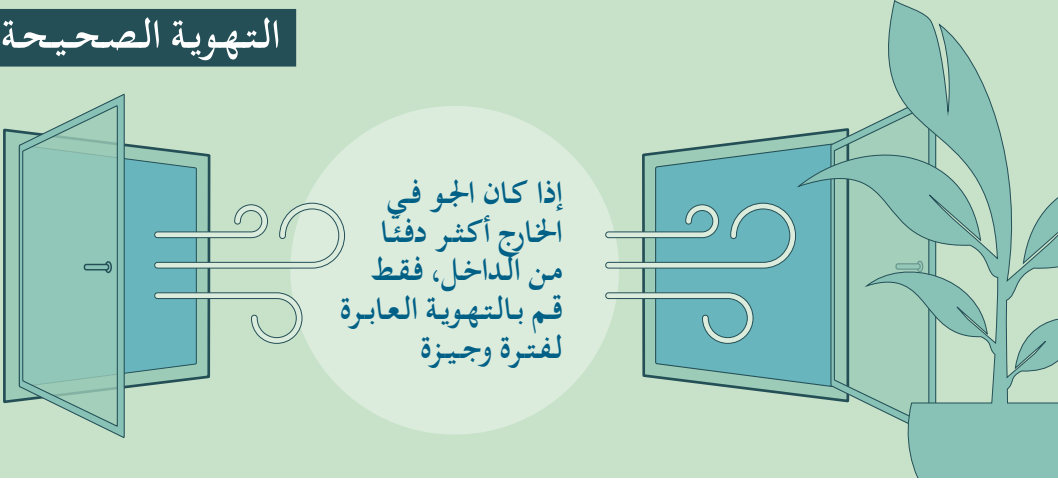 التهوية الصحيحة
إذا كان الجو في
الخارج أكثر دفئًا
من الداخل، فقط
قم بالتهوية العابرة
لفترة وجيزة